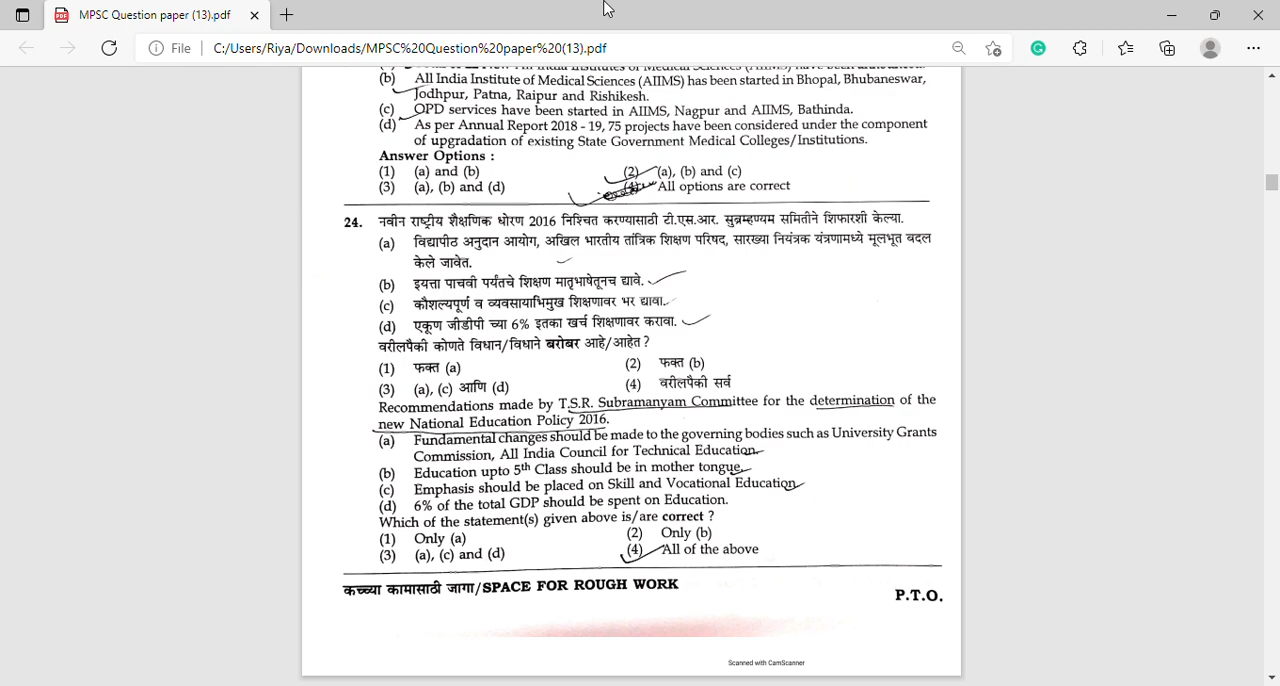 MPSC Question paper (13).pdf
File C:/Users/Riya/Downloads/MPSC%20Question%20paper%20(13).pdf
(b) All India Institute of Medical Sciences (AIIMS) has been started in Bhopal, Bhubaneswar,
Jodhpur, Patna, Raipur and Rishikesh.
(c) OPD services have been started in AIIMS, Nagpur and AIIMS, Bathinda.
(d) As per Annual Report 2018 - 19, 75 projects have been considered under the component
of upgradation of existing State Government Medical Colleges/Institutions.
Answer Options :
(1) (a) and (b) (2) (a), (b) and (c)
(3) (a), (b) and (d) (4) All options are correct
24. नवीन राष्ट्रीय शैक्षणिक धोरण 2016 निश्चित करण्यासाठी टी.एस.आर. सुब्रम्हण्यम समितीने शिफारशी केल्या.
(a) विद्यापीठ अनुदान आयोग, अखिल भारतीय तांत्रिक शिक्षण परिषद, सारख्या नियंत्रक यंत्रणामध्ये मूलभूत बदल
केले जावेत.
(b) इयत्ता पाचवी पर्यंतचे शिक्षण मातृभाषेतूनच द्यावे.
(c) कौशल्यपूर्ण व व्यवसायाभिमुख शिक्षणावर भर द्यावा.
(d) एकूण जीडीपी च्या 6% इतका खर्च शिक्षणावर करावा.
वरीलपैकी कोणते विधान/विधाने बरोबर आहे/आहेत ?
(1) फक्त (a) (2) फक्त (b)
(3) (a), (c) आणि (d) (4) वरीलपैकी सर्व
Recommendations made by T.S.R. Subramanyam Committee for the determination of the
new National Education Policy 2016.
(a) Fundamental changes should be made to the governing bodies such as University Grants
Commission, All India Council for Technical Education.
(b) Education upto 5th Class should be in mother tongue.
(c) Emphasis should be placed on Skill and Vocational Education.
(d) 6% of the total GDP should be spent on Education.
Which of the statement(s) given above is/are correct ?
(1) Only (a) (2) Only (b)
(3) (a), (c) and (d) (4) All of the above
कच्च्या कामासाठी जागा/SPACE FOR ROUGH WORK
P.T.O.
Scanned with CamScanner